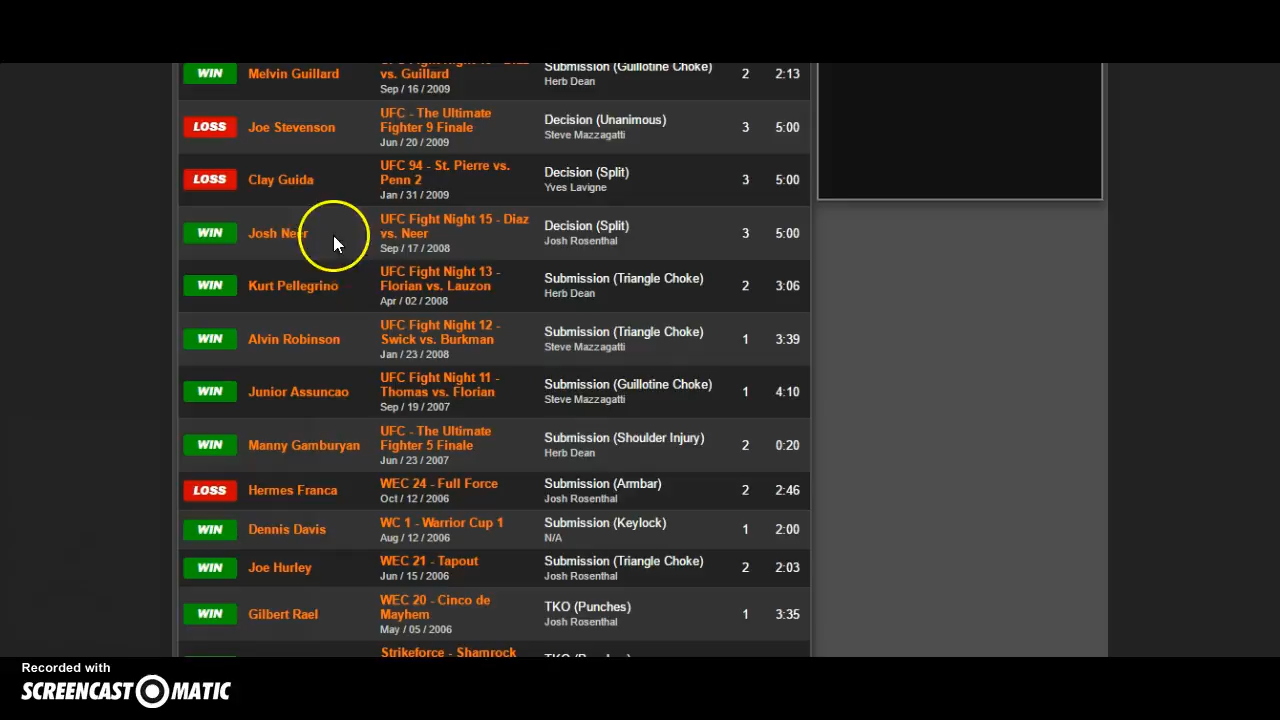 WIN Melvin Guillard vs. Guillard Submission (Guillotine Choke) 2 2:13
Sep / 16 / 2009 Herb Dean
LOSS Joe Stevenson UFC - The Ultimate Fighter 9 Finale Decision (Unanimous) 3 5:00
Jun / 20 / 2009 Steve Mazzagatti
LOSS Clay Guida UFC 94 - St. Pierre vs. Penn 2 Decision (Split) 3 5:00
Jan / 31 / 2009 Yves Lavigne
WIN Josh Neer UFC Fight Night 15 - Diaz vs. Neer Decision (Split) 3 5:00
Sep / 17 / 2008 Josh Rosenthal
WIN Kurt Pellegrino UFC Fight Night 13 - Florian vs. Lauzon Submission (Triangle Choke) 2 3:06
Apr / 02 / 2008 Herb Dean
WIN Alvin Robinson UFC Fight Night 12 - Swick vs. Burkman Submission (Triangle Choke) 1 3:39
Jan / 23 / 2008 Steve Mazzagatti
WIN Junior Assuncao UFC Fight Night 11 - Thomas vs. Florian Submission (Guillotine Choke) 1 4:10
Sep / 19 / 2007 Steve Mazzagatti
WIN Manny Gamburyan UFC - The Ultimate Fighter 5 Finale Submission (Shoulder Injury) 2 0:20
Jun / 23 / 2007 Herb Dean
LOSS Hermes Franca WEC 24 - Full Force Submission (Armbar) 2 2:46
Oct / 12 / 2006 Josh Rosenthal
WIN Dennis Davis WC 1 - Warrior Cup 1 Submission (Keylock) 1 2:00
Aug / 12 / 2006 N/A
WIN Joe Hurley WEC 21 - Tapout Submission (Triangle Choke) 2 2:03
Jun / 15 / 2006 Josh Rosenthal
WIN Gilbert Rael WEC 20 - Cinco de Mayhem TKO (Punches) 1 3:35
May / 05 / 2006 Josh Rosenthal
Strikeforce - Shamrock
Recorded with
SCREENCAST MATIC